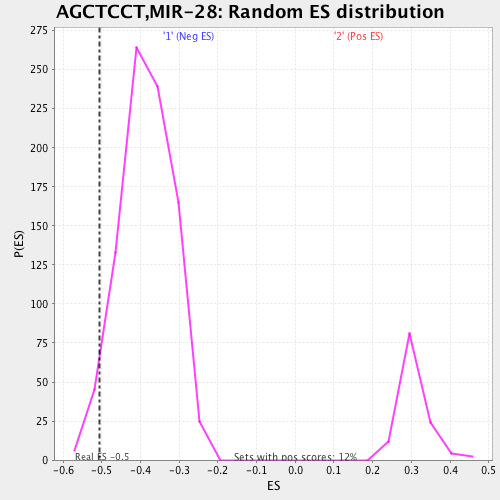 AGCTCCT,MIR-28: Random ES distribution
'1' (Neg ES)
'2' (Pos ES)
P(ES)
275
250
225
200
175
150
125
100
75
50
25
0
Real ES -0.5
Sets with pos scores: 12%
-0.6 -0.5 -0.4 -0.3 -0.2 -0.1 0.0 0.1 0.2 0.3 0.4 0.5
ES